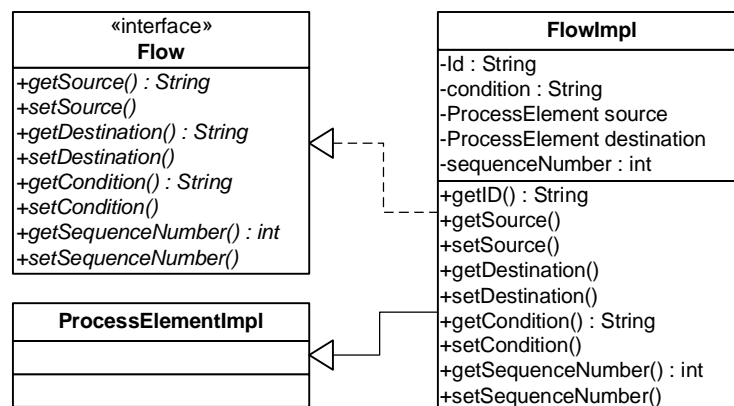 «interface»
Flow
+getSource() : String
+setSource()
+getDestination() : String
+setDestination()
+getCondition() : String
+setCondition()
+getSequenceNumber() : int
+setSequenceNumber()
ProcessElementImpl
FlowImpl
-Id : String
-condition : String
-ProcessElement source
-ProcessElement destination
-sequenceNumber : int
+getID() : String
+getSource()
+setSource()
+getDestination()
+setDestination()
+getCondition() : String
+setCondition()
+getSequenceNumber() : int
+setSequenceNumber()